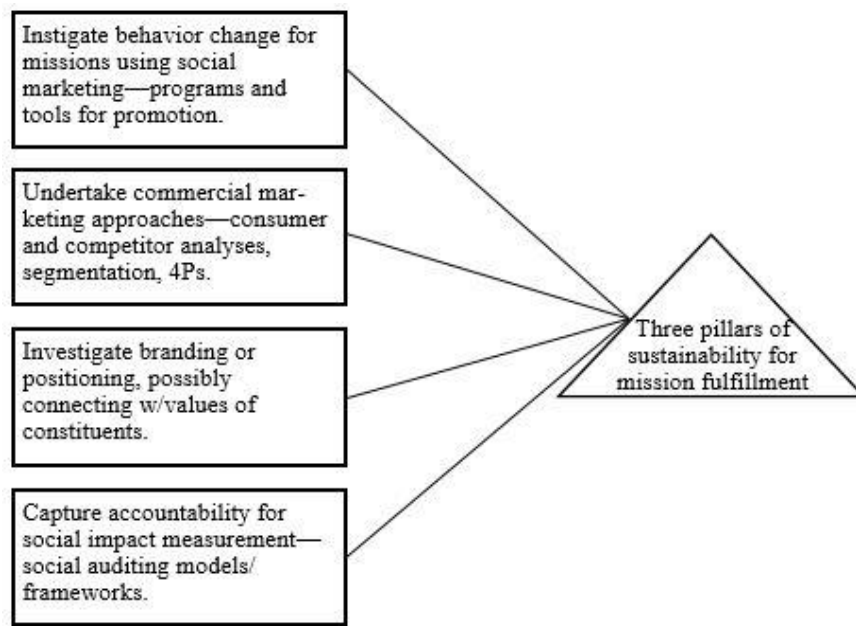 Instigate behavior change for
missions using social
marketing—programs and
tools for promotion.
Undertake commercial mar-
keting approaches—consumer
and competitor analyses,
segmentation, 4Ps.
Investigate branding or
positioning, possibly
connecting w/values of
constituents.
Capture accountability for
social impact measurement—
social auditing models/
frameworks.
Three pillars of
sustainability for
mission fulfillment